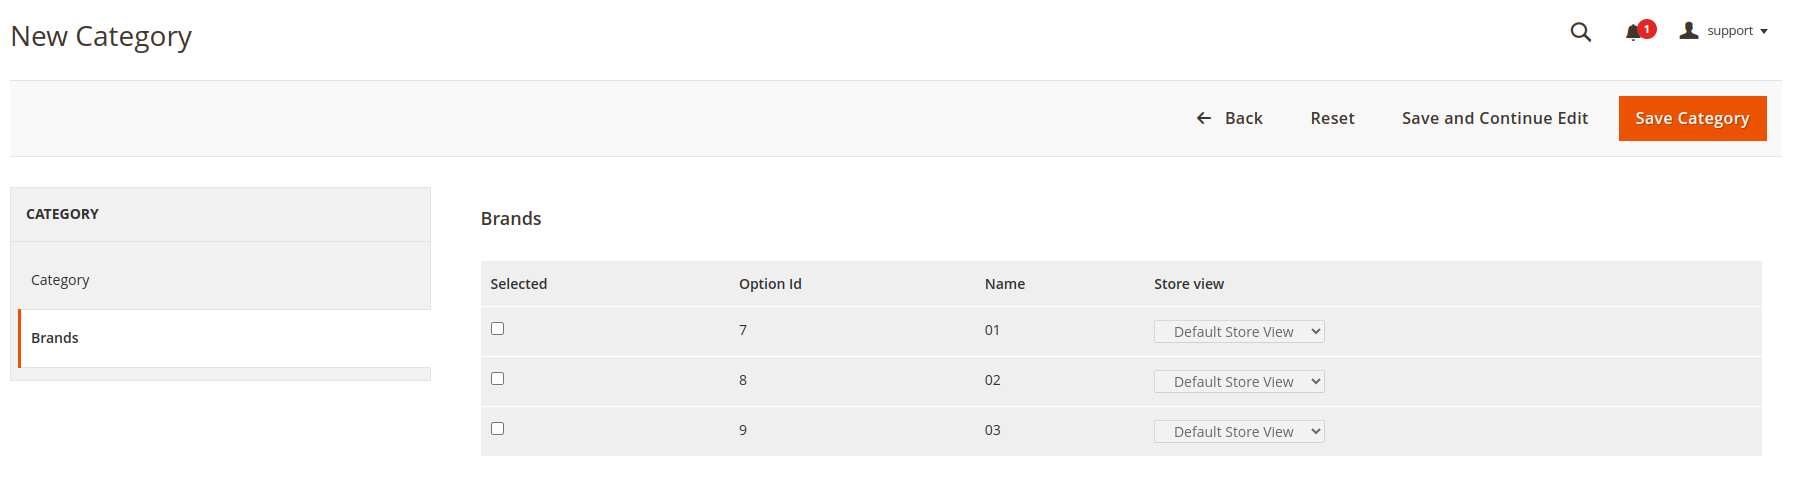 New Category
1
support
Back Reset Save and Continue Edit Save Category
CATEGORY
Category
Brands
Brands
Selected Option Id Name Store view
7 01 Default Store View
8 02 Default Store View
9 03 Default Store View